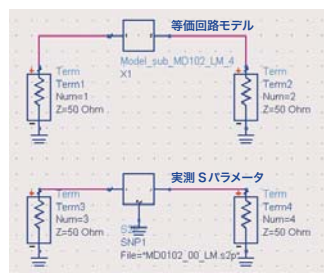 等価回路モデル
Model_sub_MD102_LM_4
X1
Term
Term1
Num=1
Z=50 Ohm
Term
Term2
Num=2
Z=50 Ohm
実測 Sパラメータ
Term
Term3
Num=3
Z=50 Ohm
SNP1
File="MD0102_00_LM.s2p"
Term
Term4
Num=4
Z=50 Ohm